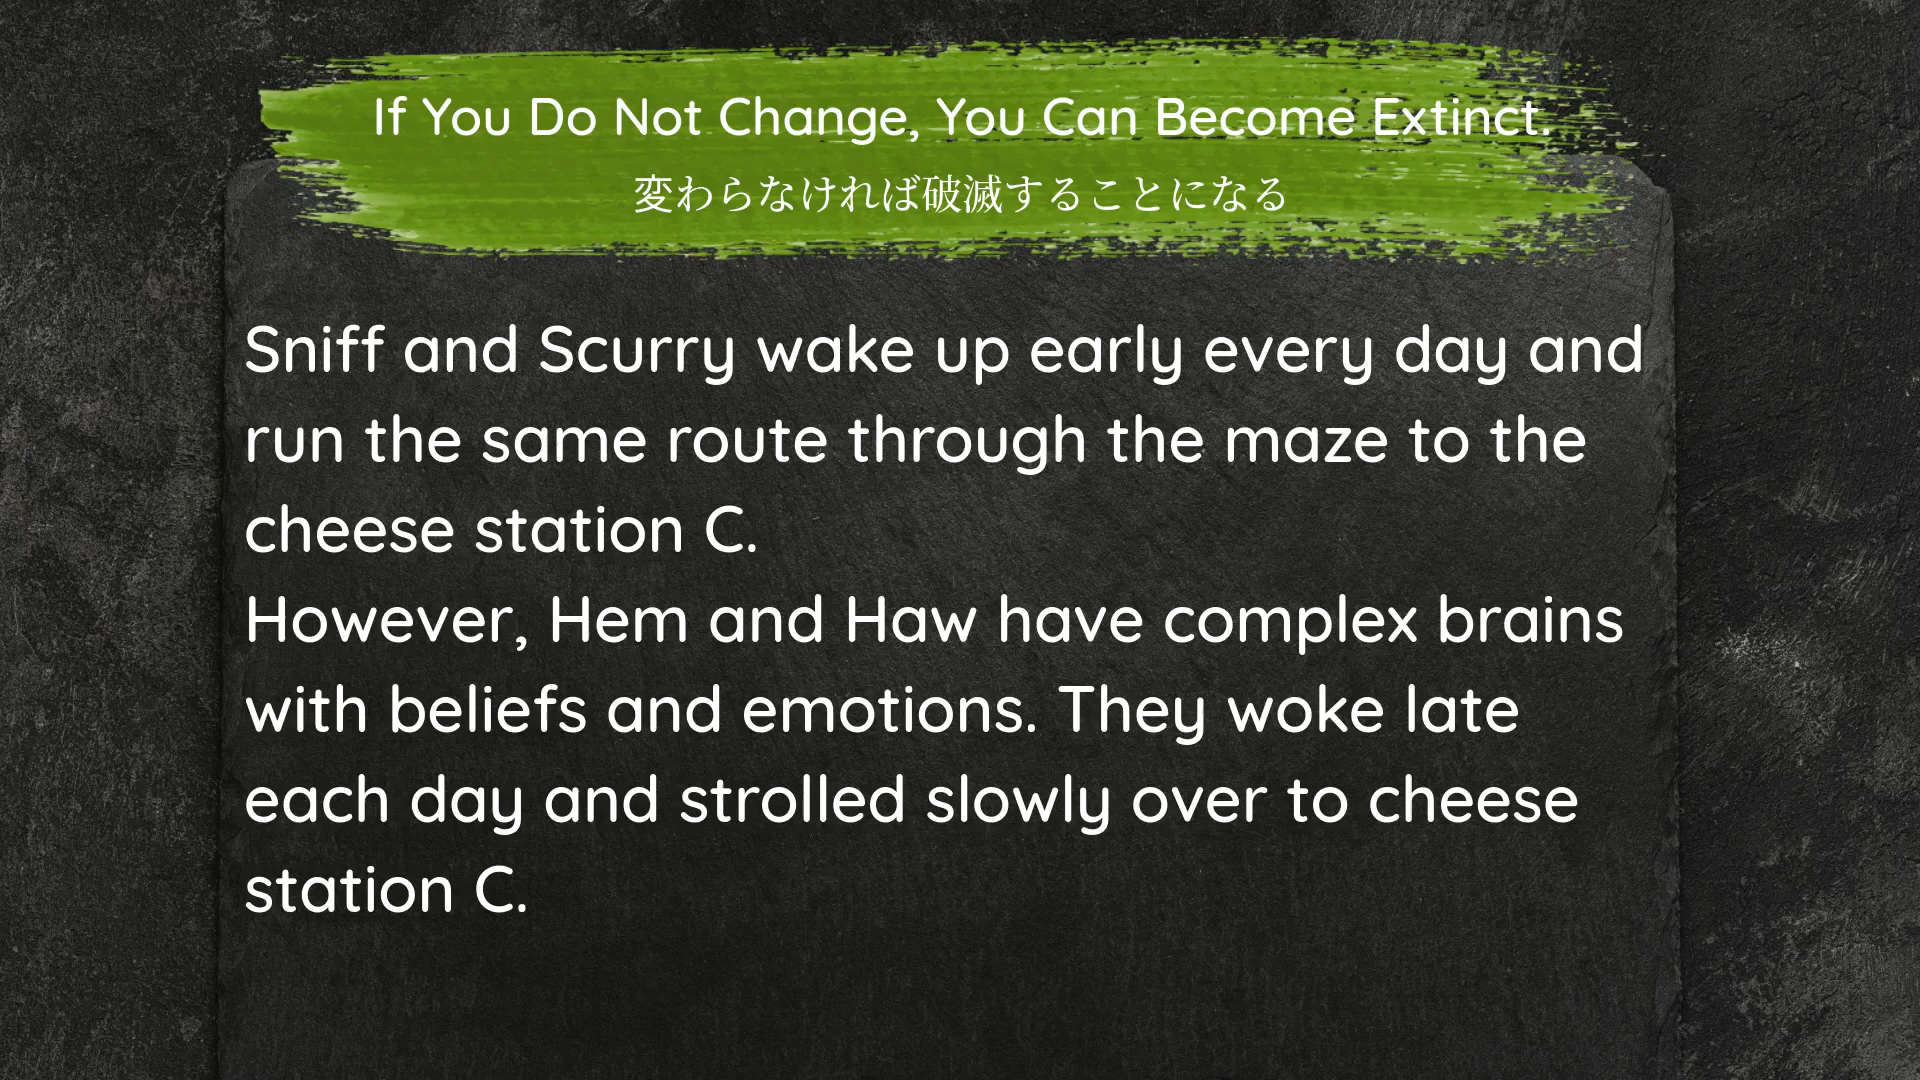 If You Do Not Change, You Can Become Extinct.
変わらなければ破滅することになる
Sniff and Scurry wake up early every day and
run the same route through the maze to the
cheese station C.
However, Hem and Haw have complex brains
with beliefs and emotions. They woke late
each day and strolled slowly over to cheese
station C.